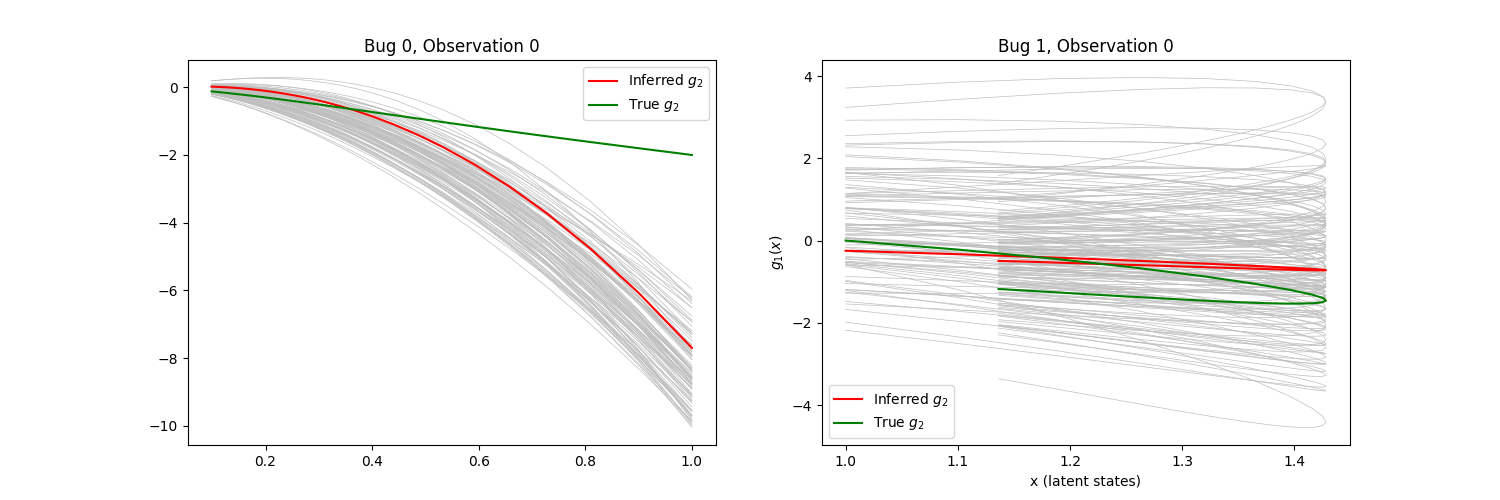 Bug 0, Observation 0
Inferred g₂
True g₂
0
−2
−4
−6
−8
−10
0.2 0.4 0.6 0.8 1.0
Bug 1, Observation 0
4
2
0
−2
−4
g₁(x)
Inferred g₂
True g₂
1.0 1.1 1.2 1.3 1.4
x (latent states)